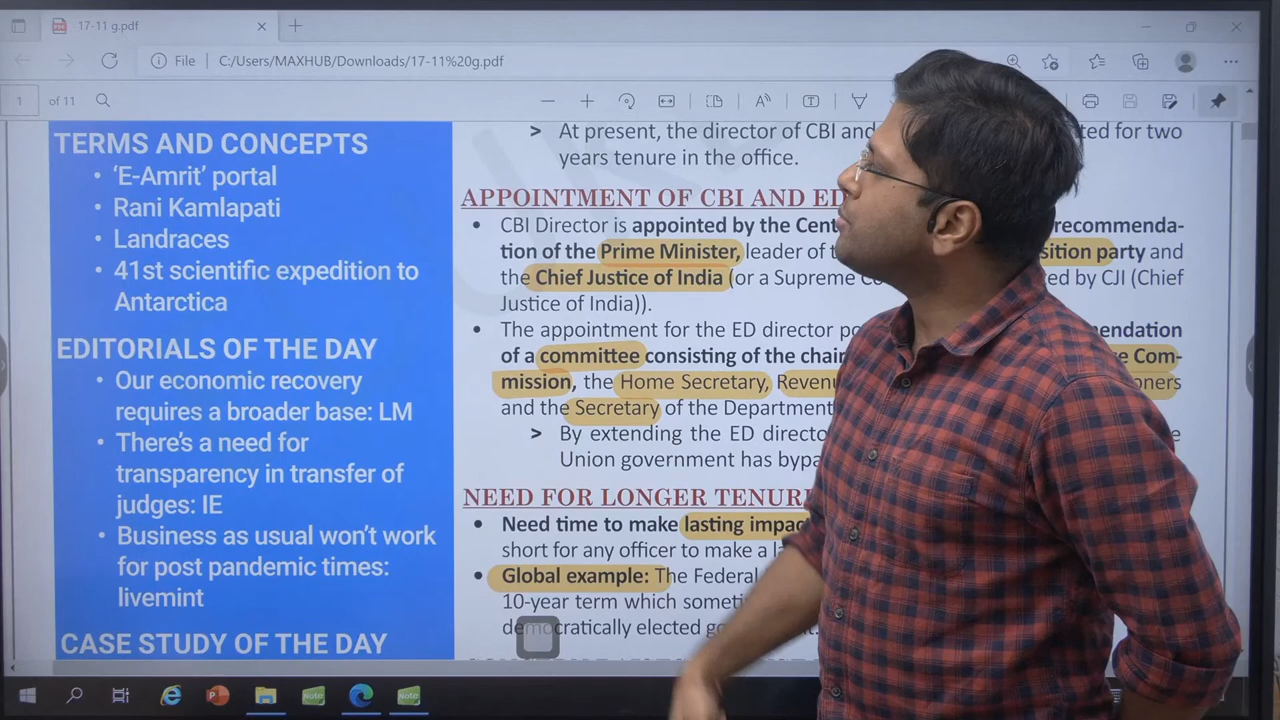 17-11 g.pdf
File
C:/Users/MAXHUB/Downloads/17-11%20g.pdf
1 of 11
TERMS AND CONCEPTS
• 'E-Amrit' portal
• Rani Kamlapati
• Landraces
• 41st scientific expedition to
Antarctica
EDITORIALS OF THE DAY
• Our economic recovery
requires a broader base: LM
• There's a need for
transparency in transfer of
judges: IE
• Business as usual won't work
for post pandemic times:
livemint
CASE STUDY OF THE DAY
> At present, the director of CBI and ted for two
years tenure in the office.
APPOINTMENT OF CBI AND ED
• CBI Director is appointed by the Cent recommenda-
tion of the Prime Minister, leader of t sition party and
the Chief Justice of India (or a Supreme Co ed by CJI (Chief
Justice of India)).
• The appointment for the ED director po mendation
of a committee consisting of the chair e Com-
mission, the Home Secretary, Revenu oners
and the Secretary of the Department
> By extending the ED directo e
Union government has bypa
NEED FOR LONGER TENURE
• Need time to make lasting impac
short for any officer to make a la
• Global example: The Federal
10-year term which someti
democratically elected go
Note
Note